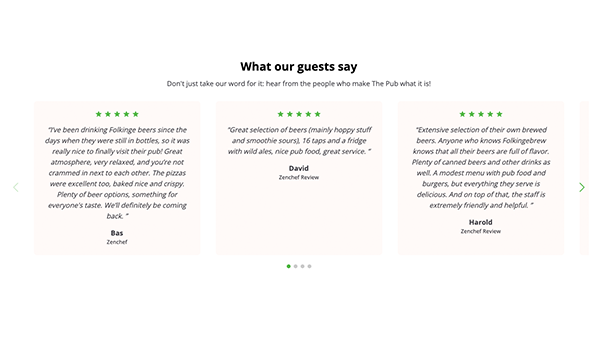 What our guests say
Don't just take our word for it: hear from the people who make The Pub what it is!
"I've been drinking Folkinge beers since the
days when they were still in bottles, so it was
really nice to finally visit their pub! Great
atmosphere, very relaxed, and you're not
crammed in next to each other. The pizzas
were excellent too, baked nice and crispy.
Plenty of beer options, something for
everyone's taste. We'll definitely be coming
back. "
Bas
Zenchef
"Great selection of beers (mainly hoppy stuff
and smoothie sours), 16 taps and a fridge
with wild ales, nice pub food, great service. "
David
Zenchef Review
"Extensive selection of their own brewed
beers. Anyone who knows Folkingebrew
knows that all their beers are full of flavor.
Plenty of canned beers and other drinks as
well. A modest menu with pub food and
burgers, but everything they serve is
delicious. And on top of that, the staff is
extremely friendly and helpful. "
Harold
Zenchef Review